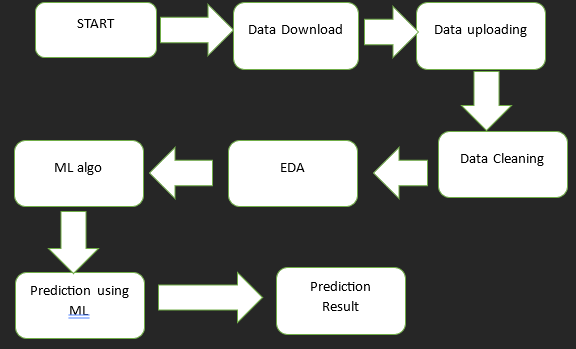 START
Data Download
Data uploading
Data Cleaning
EDA
ML algo
Prediction using
ML
Prediction
Result